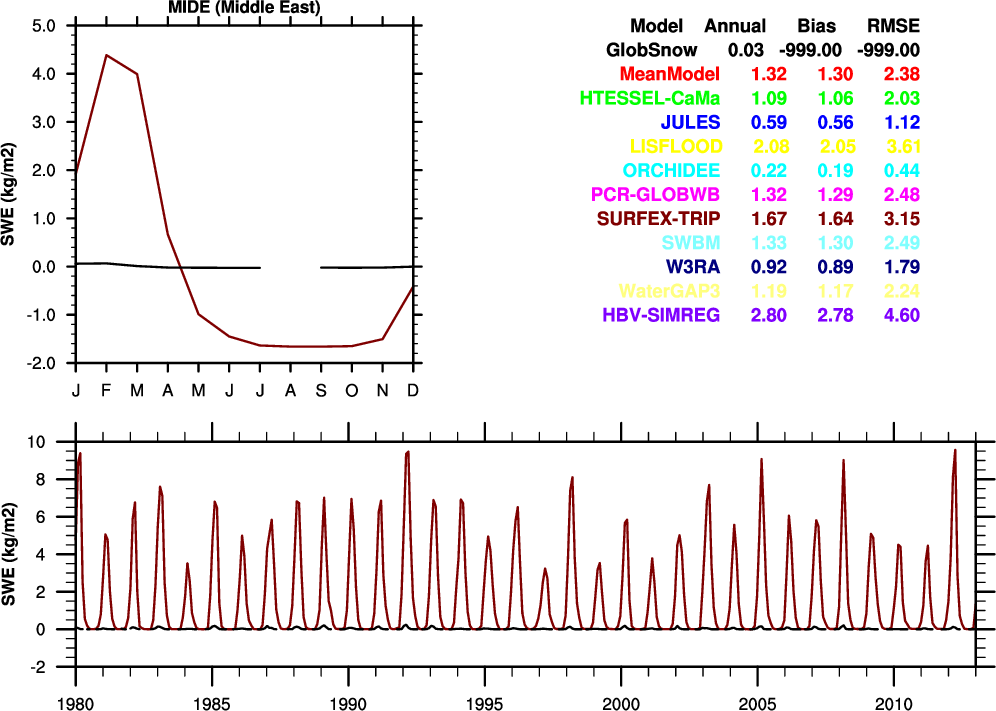 MIDE (Middle East)
5.0
4.0
3.0
2.0
1.0
0.0
-1.0
-2.0
SWE (kg/m2)
J F M A M J J A S O N D
Model Annual Bias RMSE
GlobSnow 0.03 -999.00 -999.00
MeanModel 1.32 1.30 2.38
HTESSEL-CaMa 1.09 1.06 2.03
JULES 0.59 0.56 1.12
LISFLOOD 2.08 2.05 3.61
ORCHIDEE 0.22 0.19 0.44
PCR-GLOBWB 1.32 1.29 2.48
SURFEX-TRIP 1.67 1.64 3.15
SWBM 1.33 1.30 2.49
W3RA 0.92 0.89 1.79
WaterGAP3 1.19 1.17 2.24
HBV-SIMREG 2.80 2.78 4.60
10
8
6
4
2
0
-2
SWE (kg/m2)
1980 1985 1990 1995 2000 2005 2010